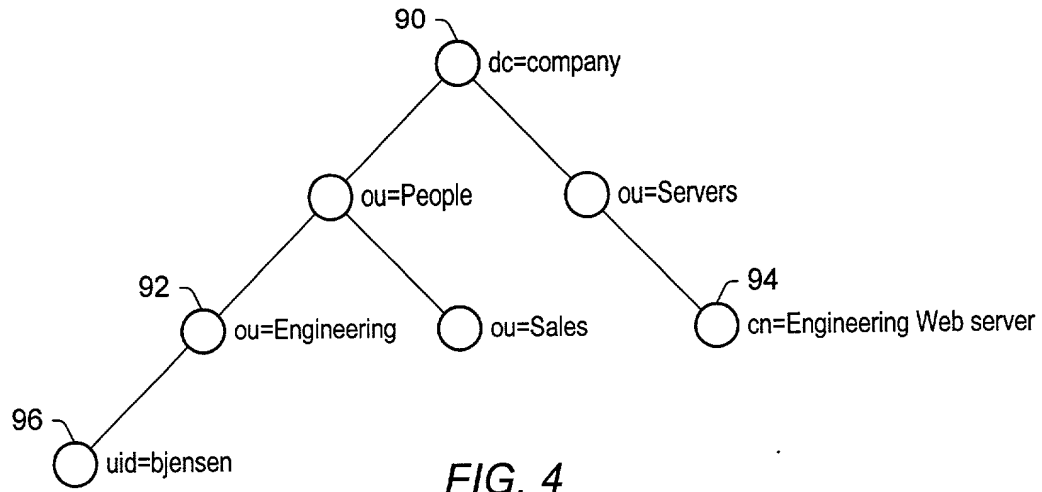 90
dc=company
ou=People
ou=Servers
92
ou=Engineering
ou=Sales
94
cn=Engineering Web server
96
uid=bjensen
FIG. 4